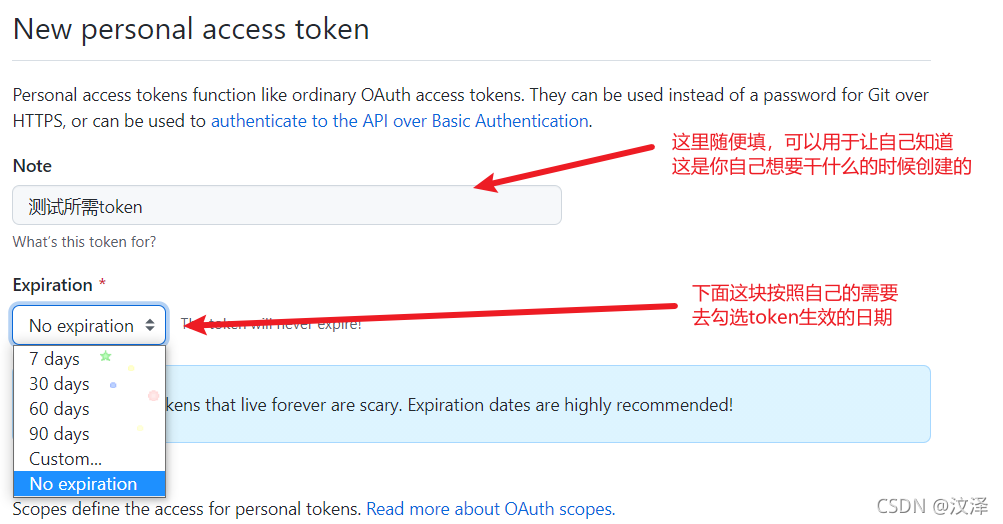 New personal access token
Personal access tokens function like ordinary OAuth access tokens. They can be used instead of a password for Git over
HTTPS, or can be used to authenticate to the API over Basic Authentication.
这里随便填，可以用于让自己知道
这是你自己想要干什么的时候创建的
Note
测试所需token
What's this token for?
Expiration *
下面这块按照自己的需要
去勾选token生效的日期
No expiration
The token will never expire!
7 days
30 days
60 days
90 days
Custom...
No expiration
that live forever are scary. Expiration dates are highly recommended!
Scopes define the access for personal tokens. Read more about OAuth scopes.
CSDN @汶泽